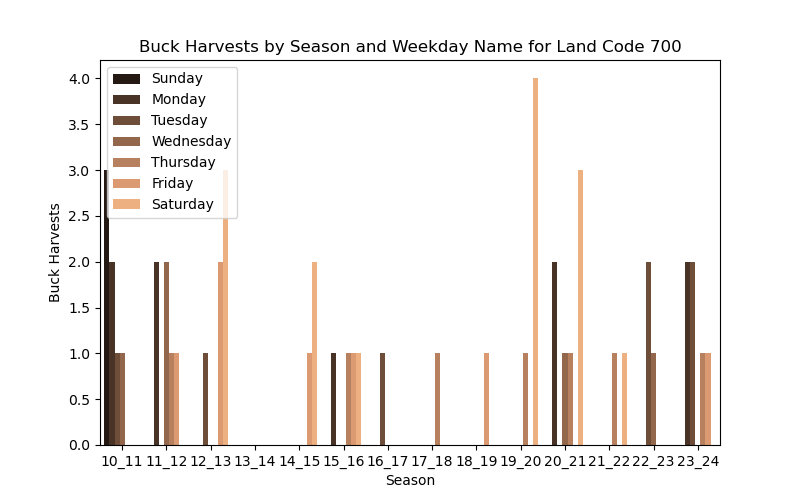 Buck Harvests by Season and Weekday Name for Land Code 700
Sunday
Monday
Tuesday
Wednesday
Thursday
Friday
Saturday
4.0
3.5
3.0
2.5
2.0
1.5
1.0
0.5
0.0
Buck Harvests
10_11 11_12 12_13 13_14 14_15 15_16 16_17 17_18 18_19 19_20 20_21 21_22 22_23 23_24
Season